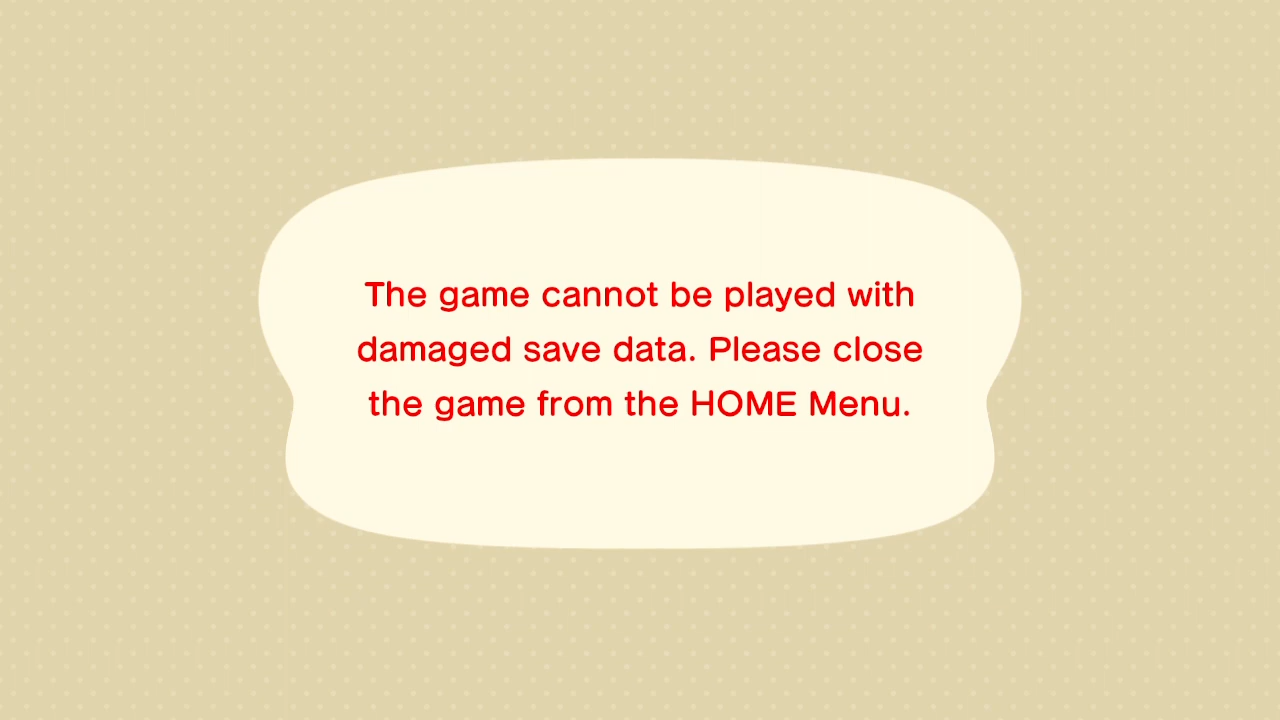 The game cannot be played with
damaged save data. Please close
the game from the HOME Menu.